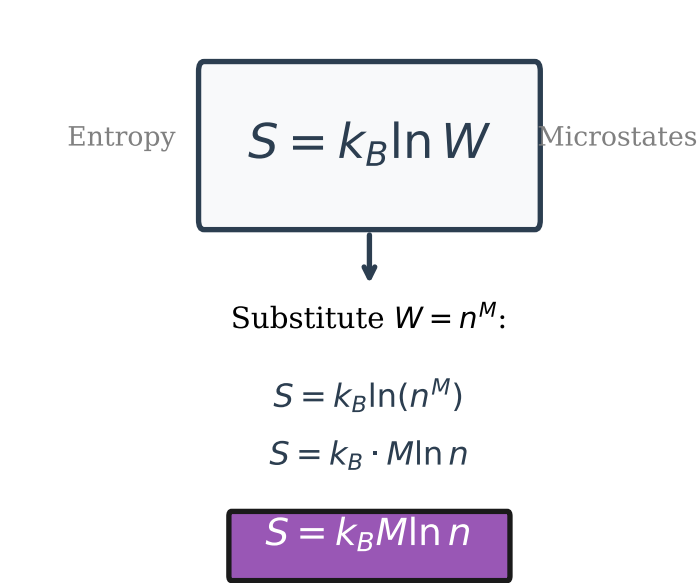 Entropy
S = k_B ln W
Microstates
Substitute W = n^M:
S = k_B ln(n^M)
S = k_B · M ln n
S = k_B M ln n